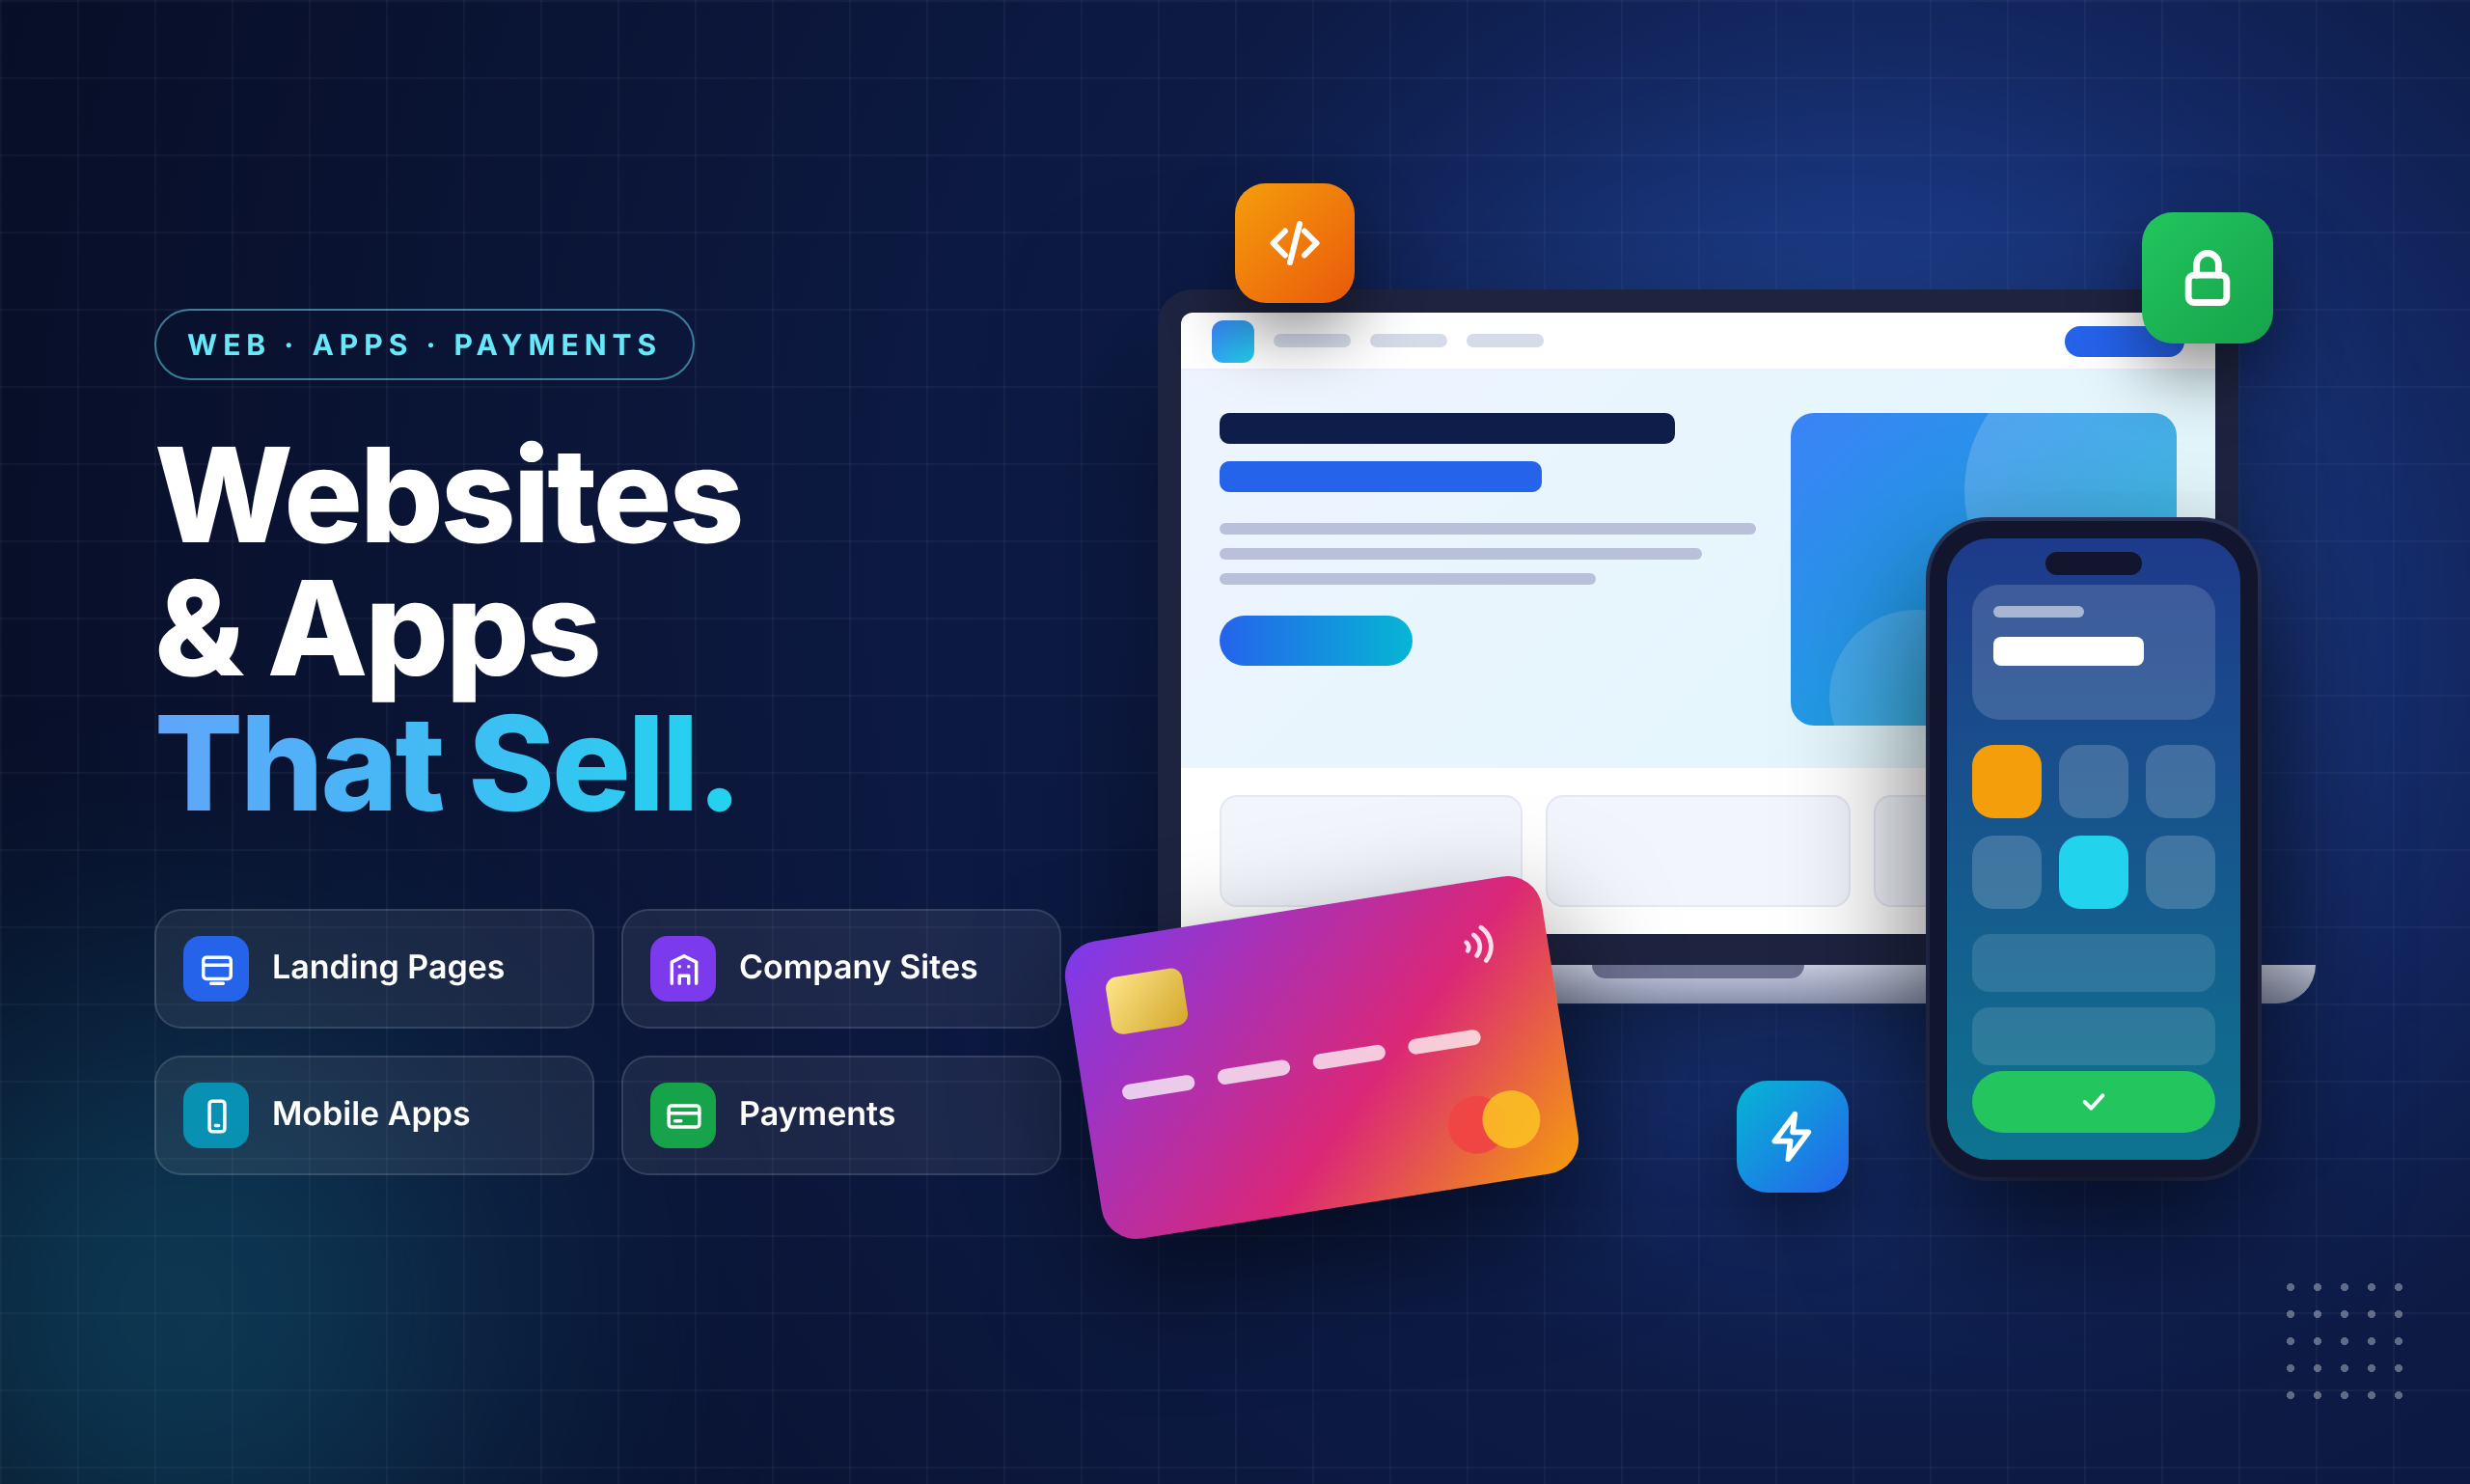 WEB · APPS · PAYMENTS
Websites
& Apps
That Sell.
Landing Pages
Company Sites
Mobile Apps
Payments